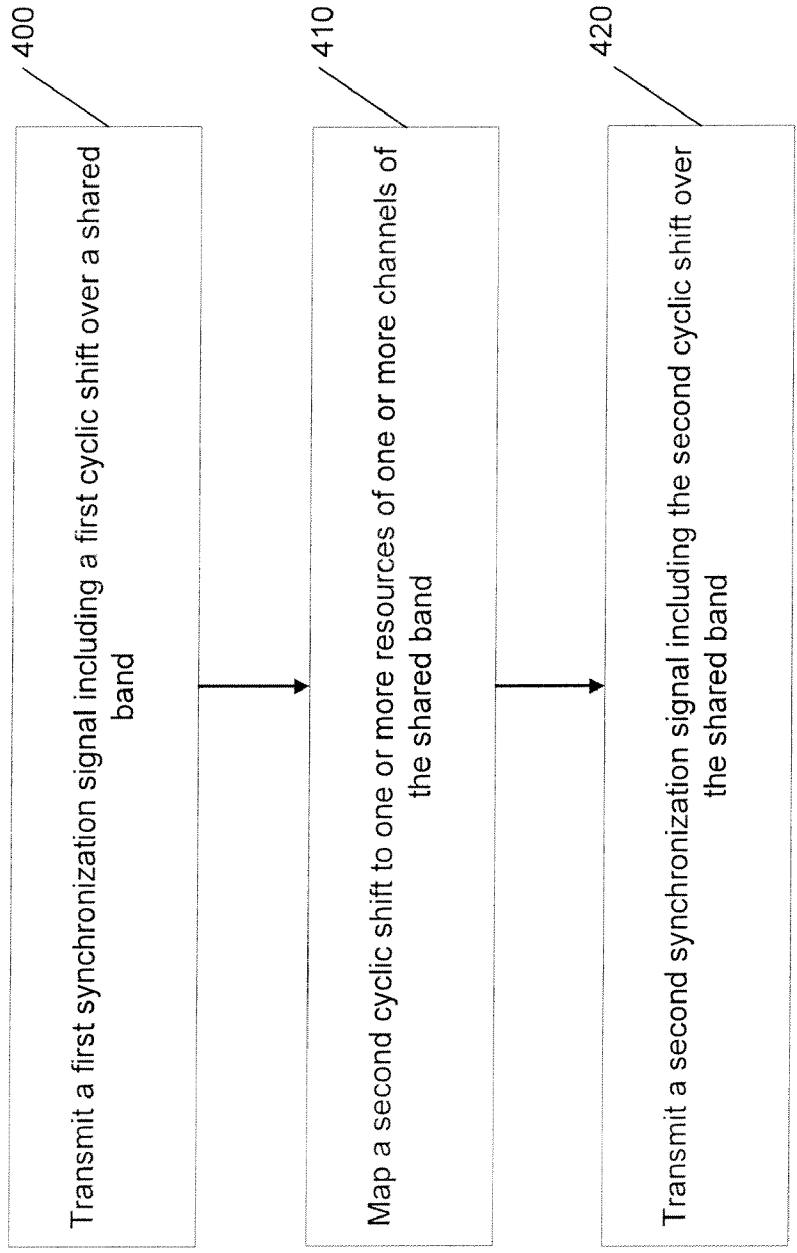 400
Transmit a first synchronization signal including a first cyclic shift over a shared
band
410
Map a second cyclic shift to one or more resources of one or more channels of
the shared band
420
Transmit a second synchronization signal including the second cyclic shift over
the shared band